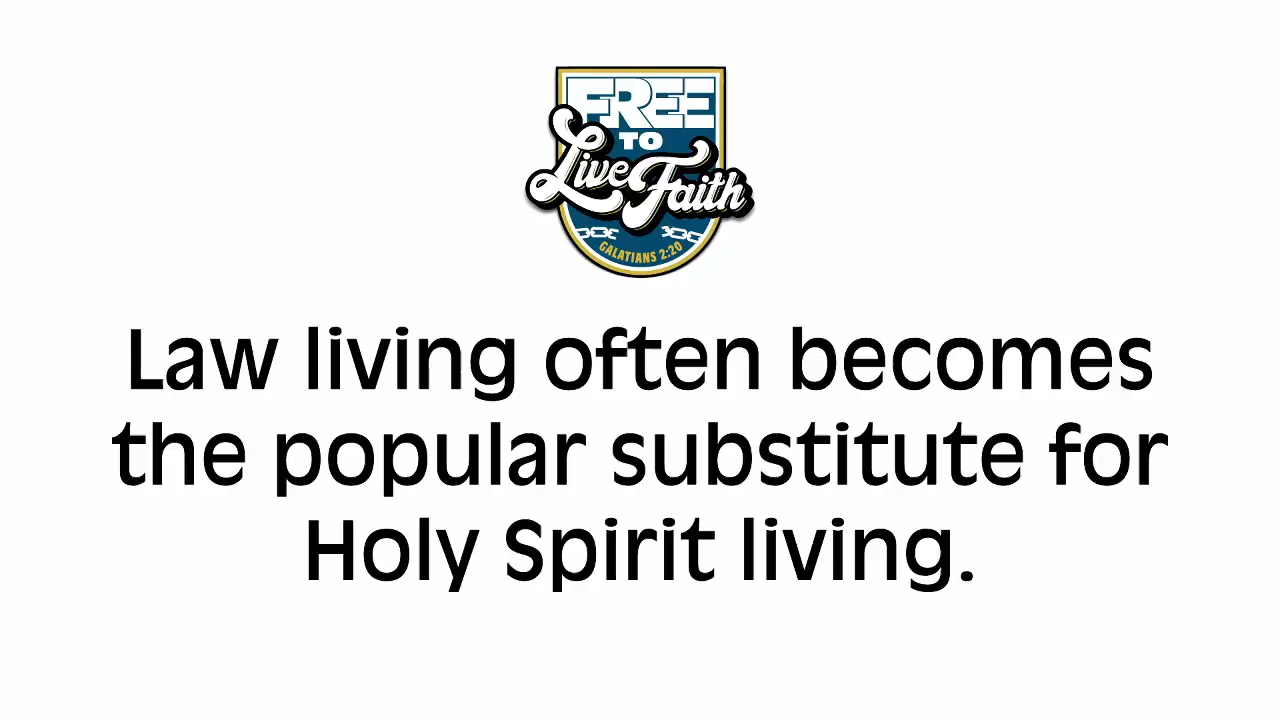 FREE
TO
Live Faith
GALATIANS 2:20
Law living often becomes
the popular substitute for
Holy Spirit living.